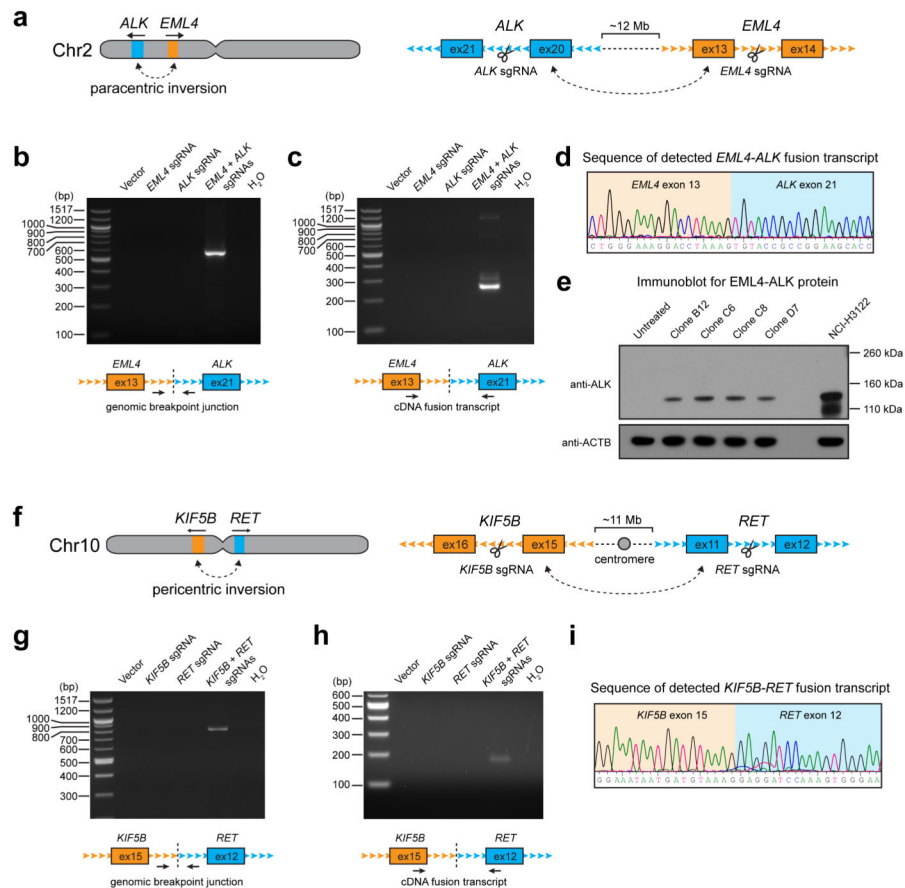 a
ALK EML4
Chr2
paracentric inversion
~12 Mb
ALK EML4
ex21 ex20 ex13 ex14
ALK sgRNA EML4 sgRNA
b
Vector
EML4 sgRNA
ALK sgRNA
EML4 + ALK
sgRNAs
H2O
(bp)
1517
1200
1000
900
800
700
600
500
400
300
200
100
EML4 ALK
ex13 ex21
genomic breakpoint junction
c
Vector
EML4 sgRNA
ALK sgRNA
EML4 + ALK
sgRNAs
H2O
(bp)
1517
1200
1000
900
800
700
600
500
400
300
200
100
EML4 ALK
ex13 ex21
cDNA fusion transcript
d
Sequence of detected EML4-ALK fusion transcript
EML4 exon 13 ALK exon 21
CTGGGAAAGGACCTAAAGTGTACCGCCGGAAGCACC
e
Immunoblot for EML4-ALK protein
Untreated
Clone B12
Clone C6
Clone C8
Clone D7
NCI-H3122
260 kDa
anti-ALK
160 kDa
110 kDa
anti-ACTB
f
KIF5B RET
Chr10
pericentric inversion
~11 Mb
KIF5B RET
ex16 ex15 ex11 ex12
centromere
KIF5B sgRNA RET sgRNA
g
Vector
KIF5B sgRNA
RET sgRNA
KIF5B + RET
sgRNAs
H2O
(bp)
1517
1200
1000
900
800
700
600
500
400
300
KIF5B RET
ex15 ex12
genomic breakpoint junction
h
Vector
KIF5B sgRNA
RET sgRNA
KIF5B + RET
sgRNAs
H2O
(bp)
600
500
400
300
200
100
KIF5B RET
ex15 ex12
cDNA fusion transcript
i
Sequence of detected KIF5B-RET fusion transcript
KIF5B exon 15 RET exon 12
GGAAATAATGATGTAAAGGAGGATCCAAAGTGGGAA